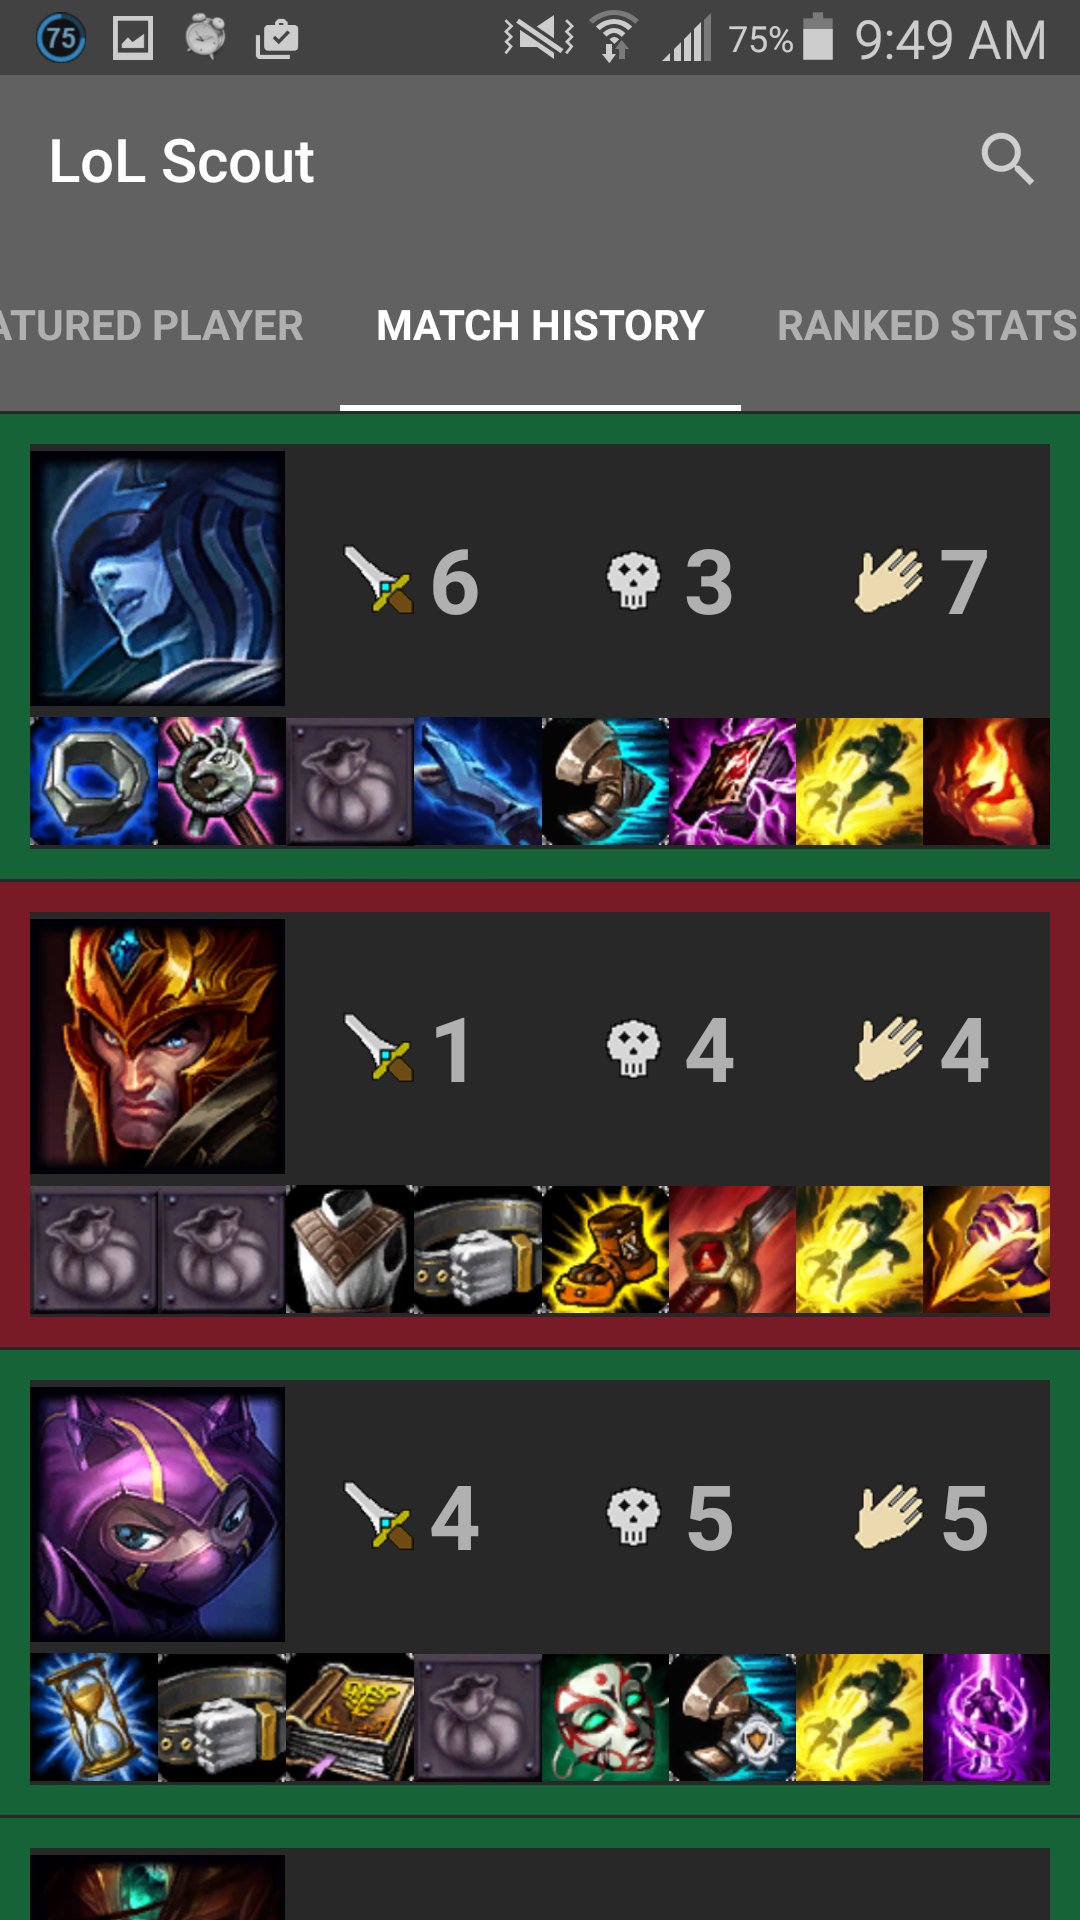 75 75% 9:49 AM
LoL Scout
ATURED PLAYER MATCH HISTORY RANKED STATS
6 3 7
1 4 4
4 5 5